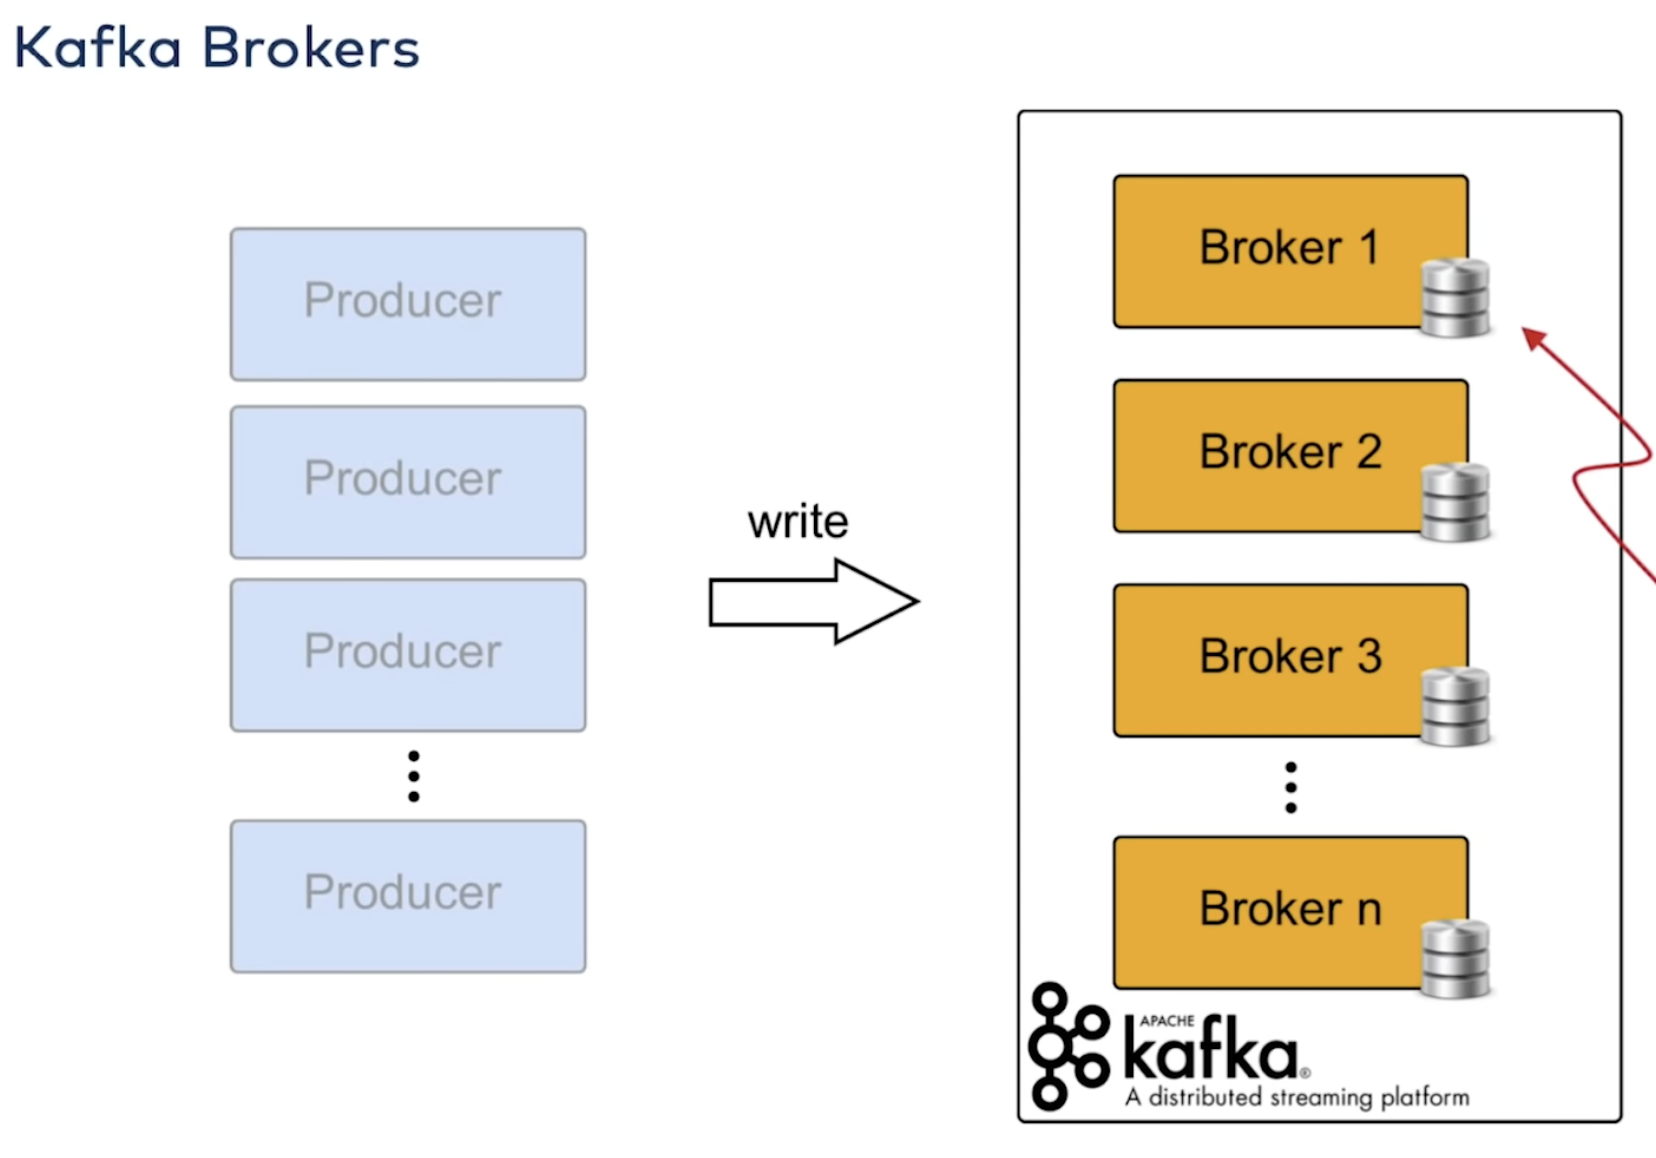 Kafka Brokers
Producer
Producer
Producer
Producer
write
Broker 1
Broker 2
Broker 3
Broker n
APACHE
kafka®
A distributed streaming platform